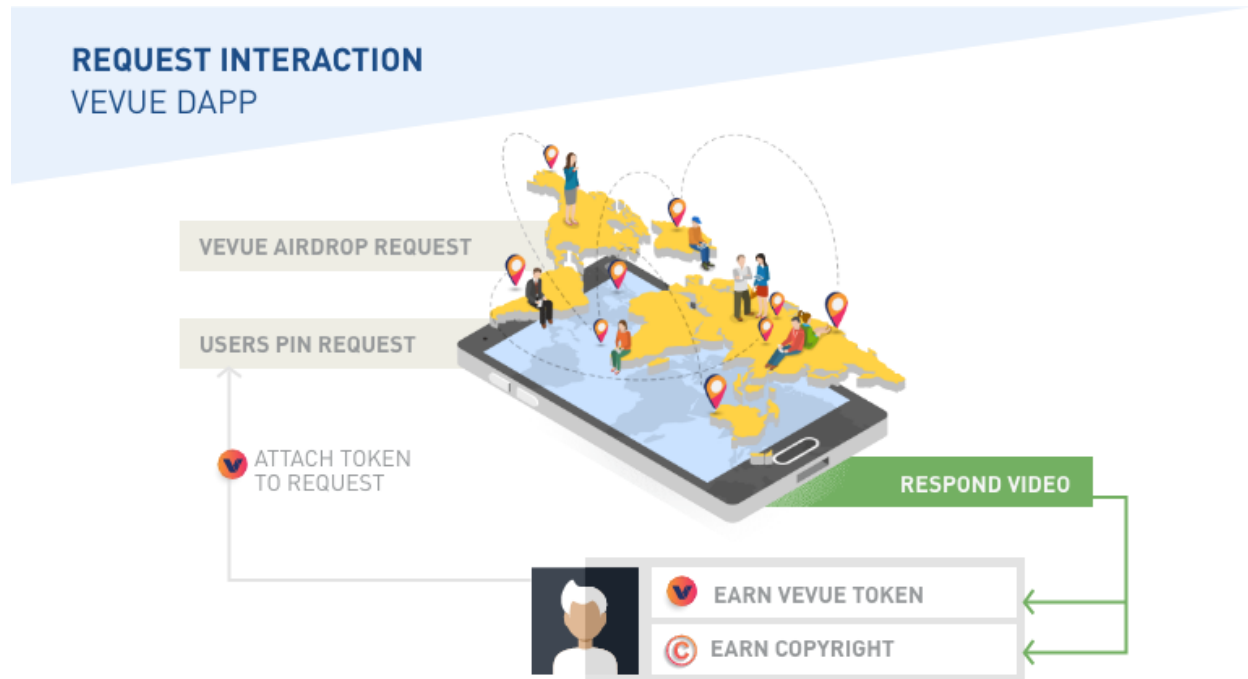 REQUEST INTERACTION
VEVUE DAPP
VEVUE AIRDROP REQUEST
USERS PIN REQUEST
V ATTACH TOKEN
TO REQUEST
RESPOND VIDEO
V EARN VEVUE TOKEN
© EARN COPYRIGHT